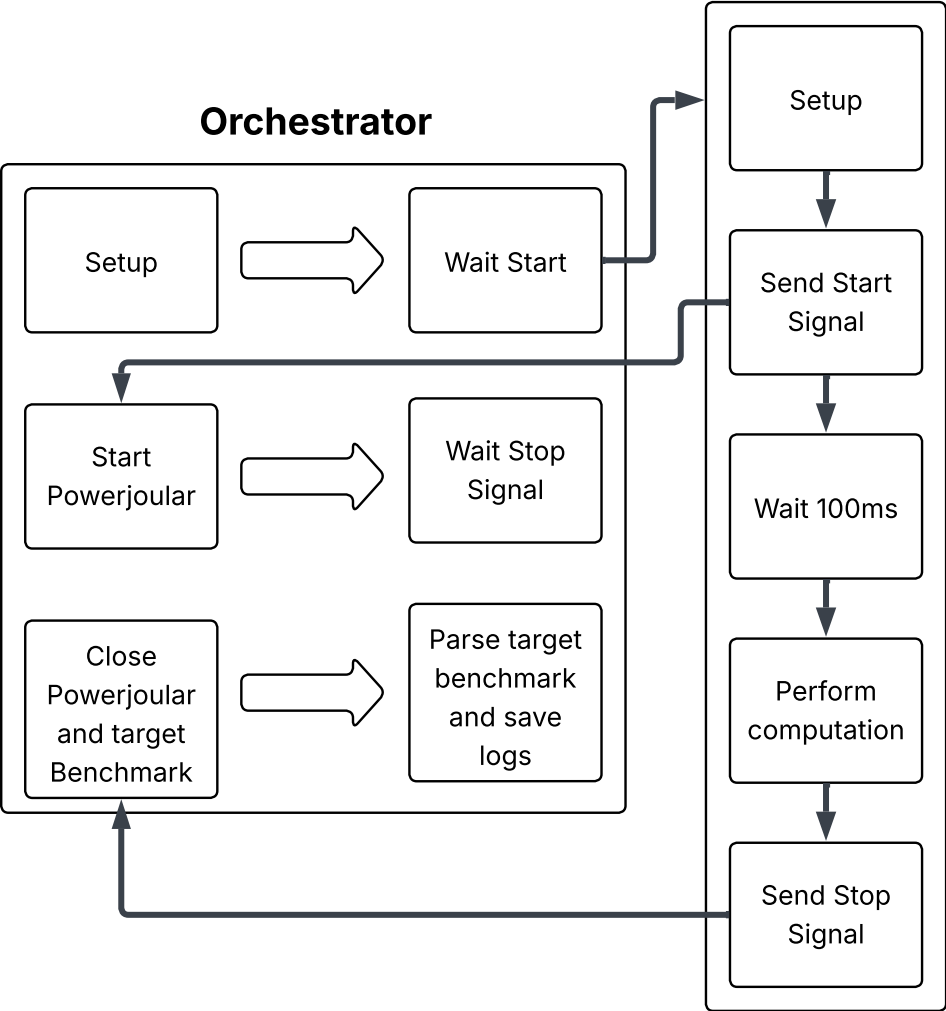 Orchestrator
Setup
Wait Start
Start
Powerjoular
Wait Stop
Signal
Close
Powerjoular
and target
Benchmark
Parse target
benchmark
and save
logs
Setup
Send Start
Signal
Wait 100ms
Perform
computation
Send Stop
Signal